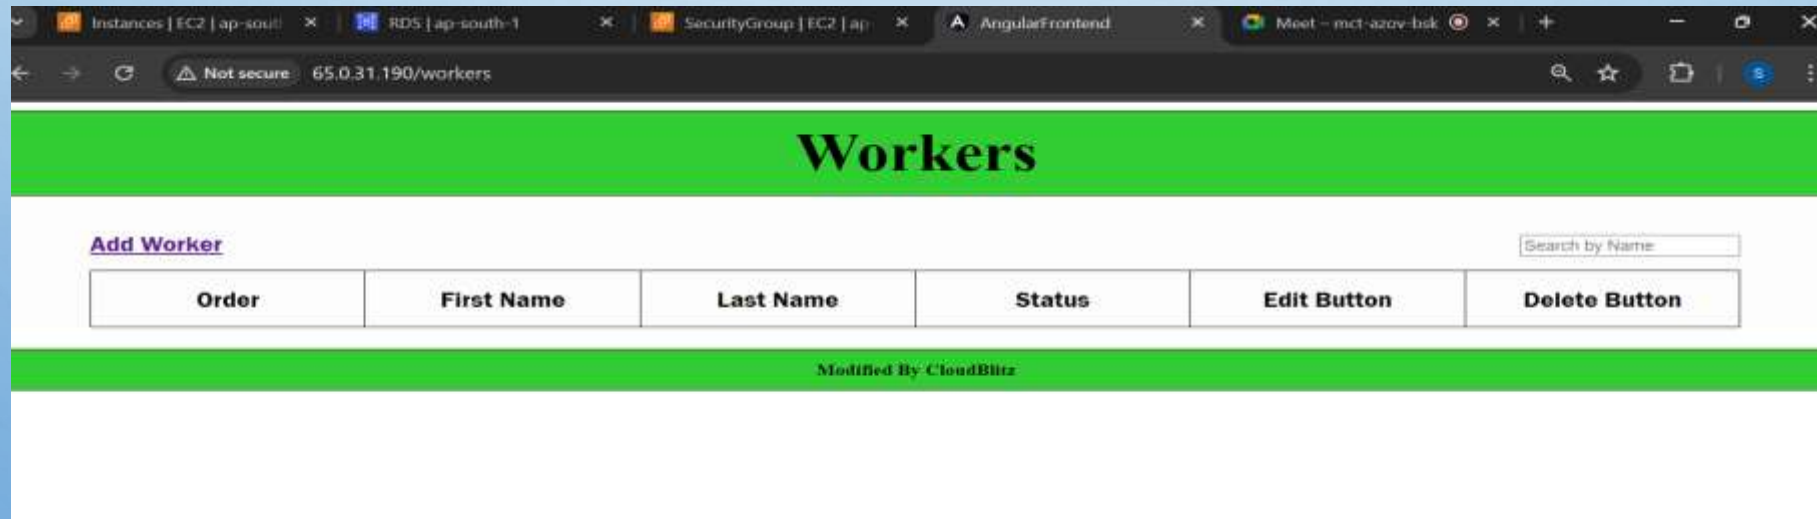 Instances | EC2 | ap-sout
RDS | ap-south-1
SecurityGroup | EC2 | ap
AngularFrontend
Meet – mct-azov-bsk
Not secure 65.0.31.190/workers
S
Workers
Add Worker
Search by Name
Order First Name Last Name Status Edit Button Delete Button
Modified By CloudBlitz